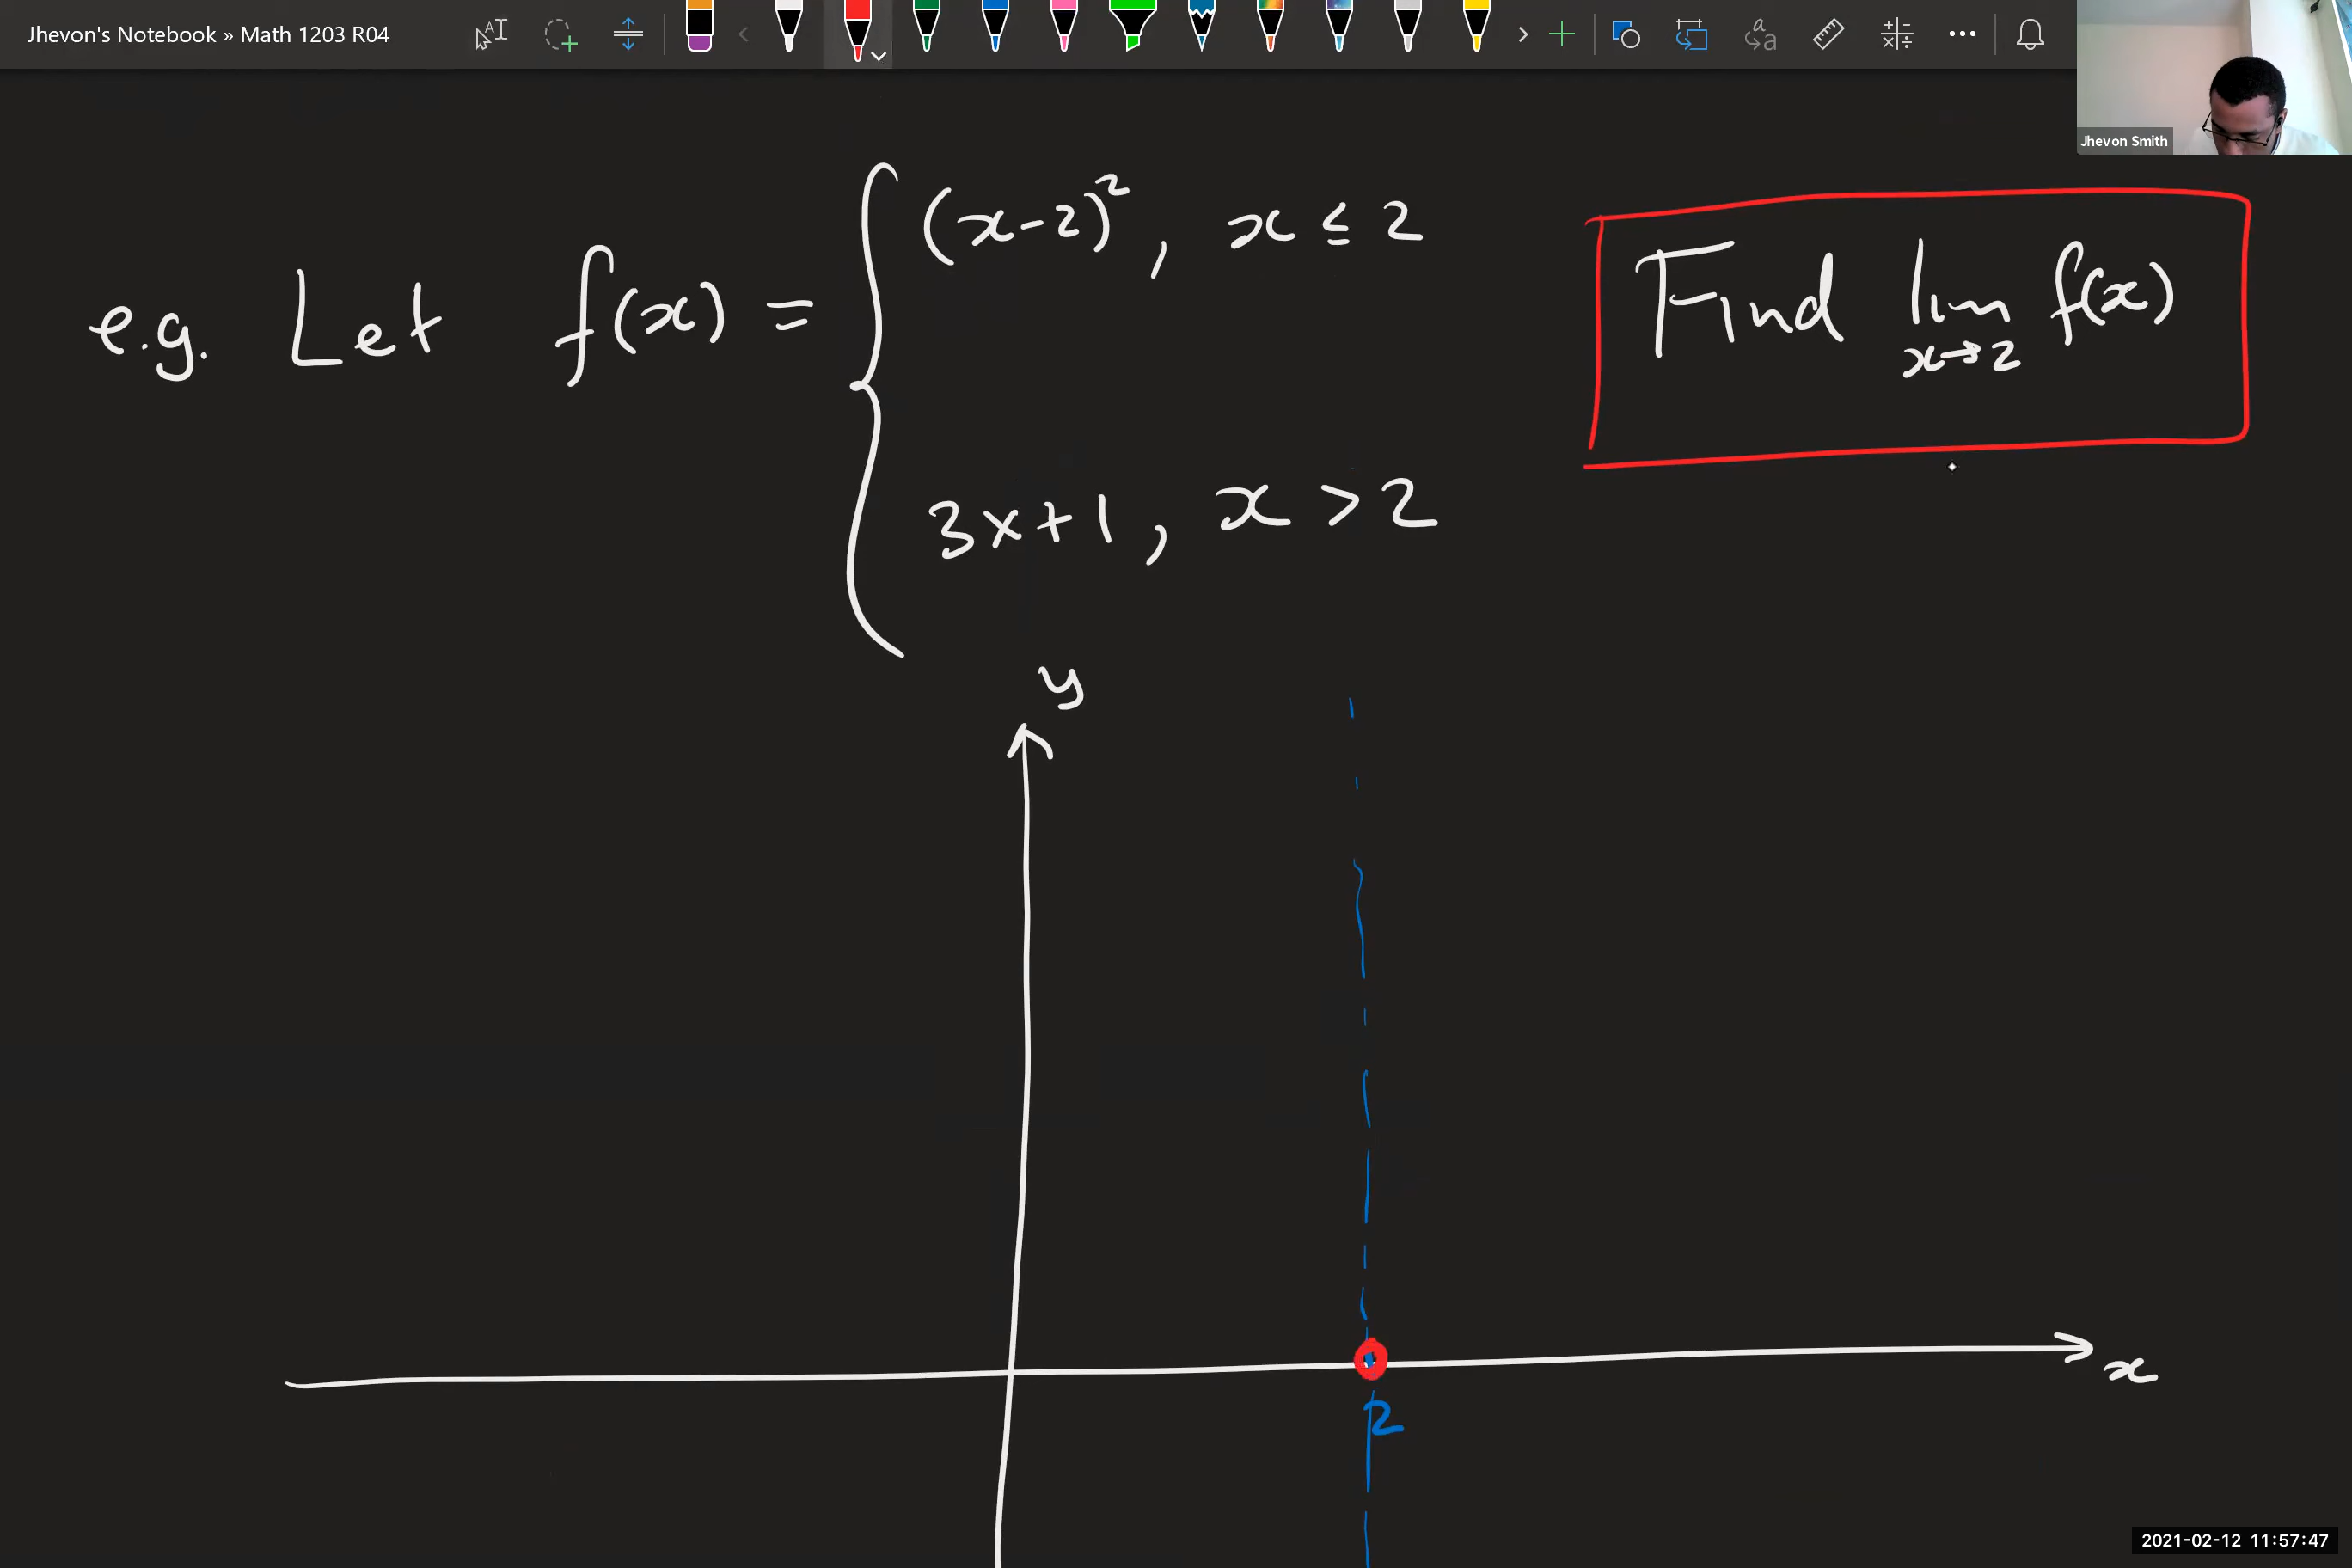 Jhevon's Notebook » Math 1203 R04
Jhevon Smith
e.g. Let f(x) = { (x-2)², x ≤ 2
3x+1, x > 2
Find lim f(x)
x→2
y
x
2
2021-02-12 11:57:47